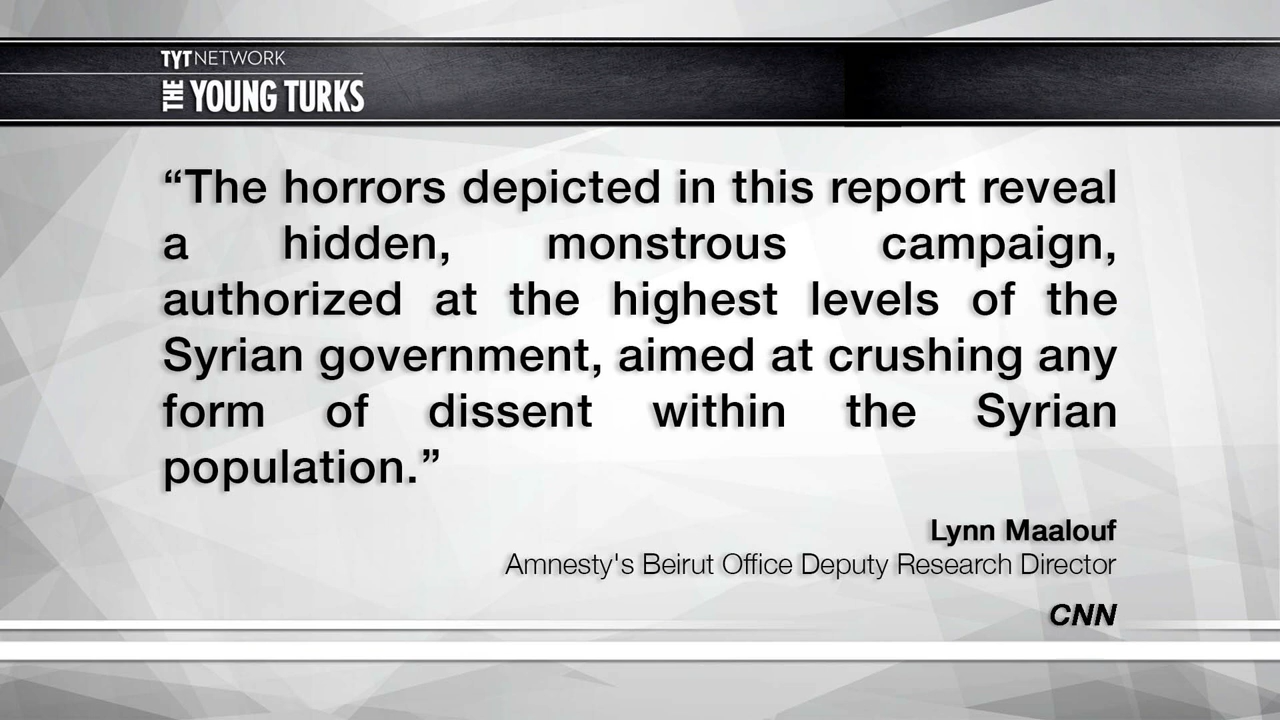 TYT NETWORK
THE YOUNG TURKS
“The horrors depicted in this report reveal
a hidden, monstrous campaign,
authorized at the highest levels of the
Syrian government, aimed at crushing any
form of dissent within the Syrian
population.”
Lynn Maalouf
Amnesty's Beirut Office Deputy Research Director
CNN